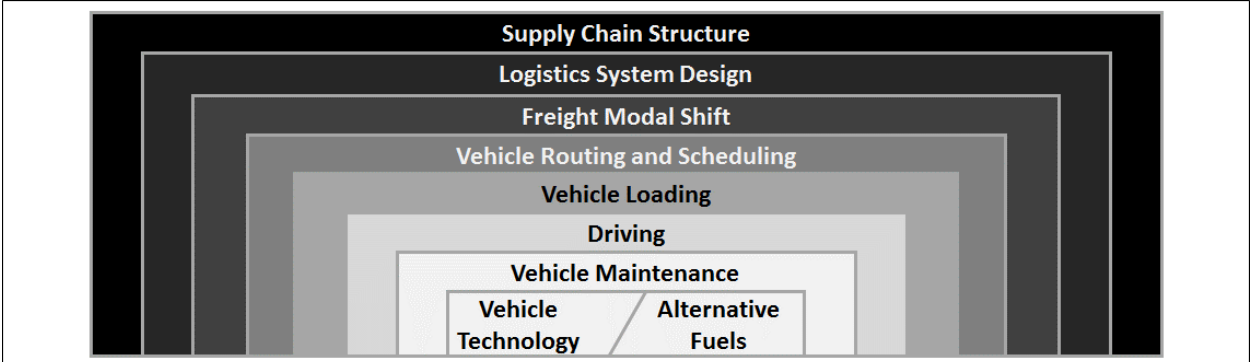 Supply Chain Structure
Logistics System Design
Freight Modal Shift
Vehicle Routing and Scheduling
Vehicle Loading
Driving
Vehicle Maintenance
Vehicle
Technology
Alternative
Fuels